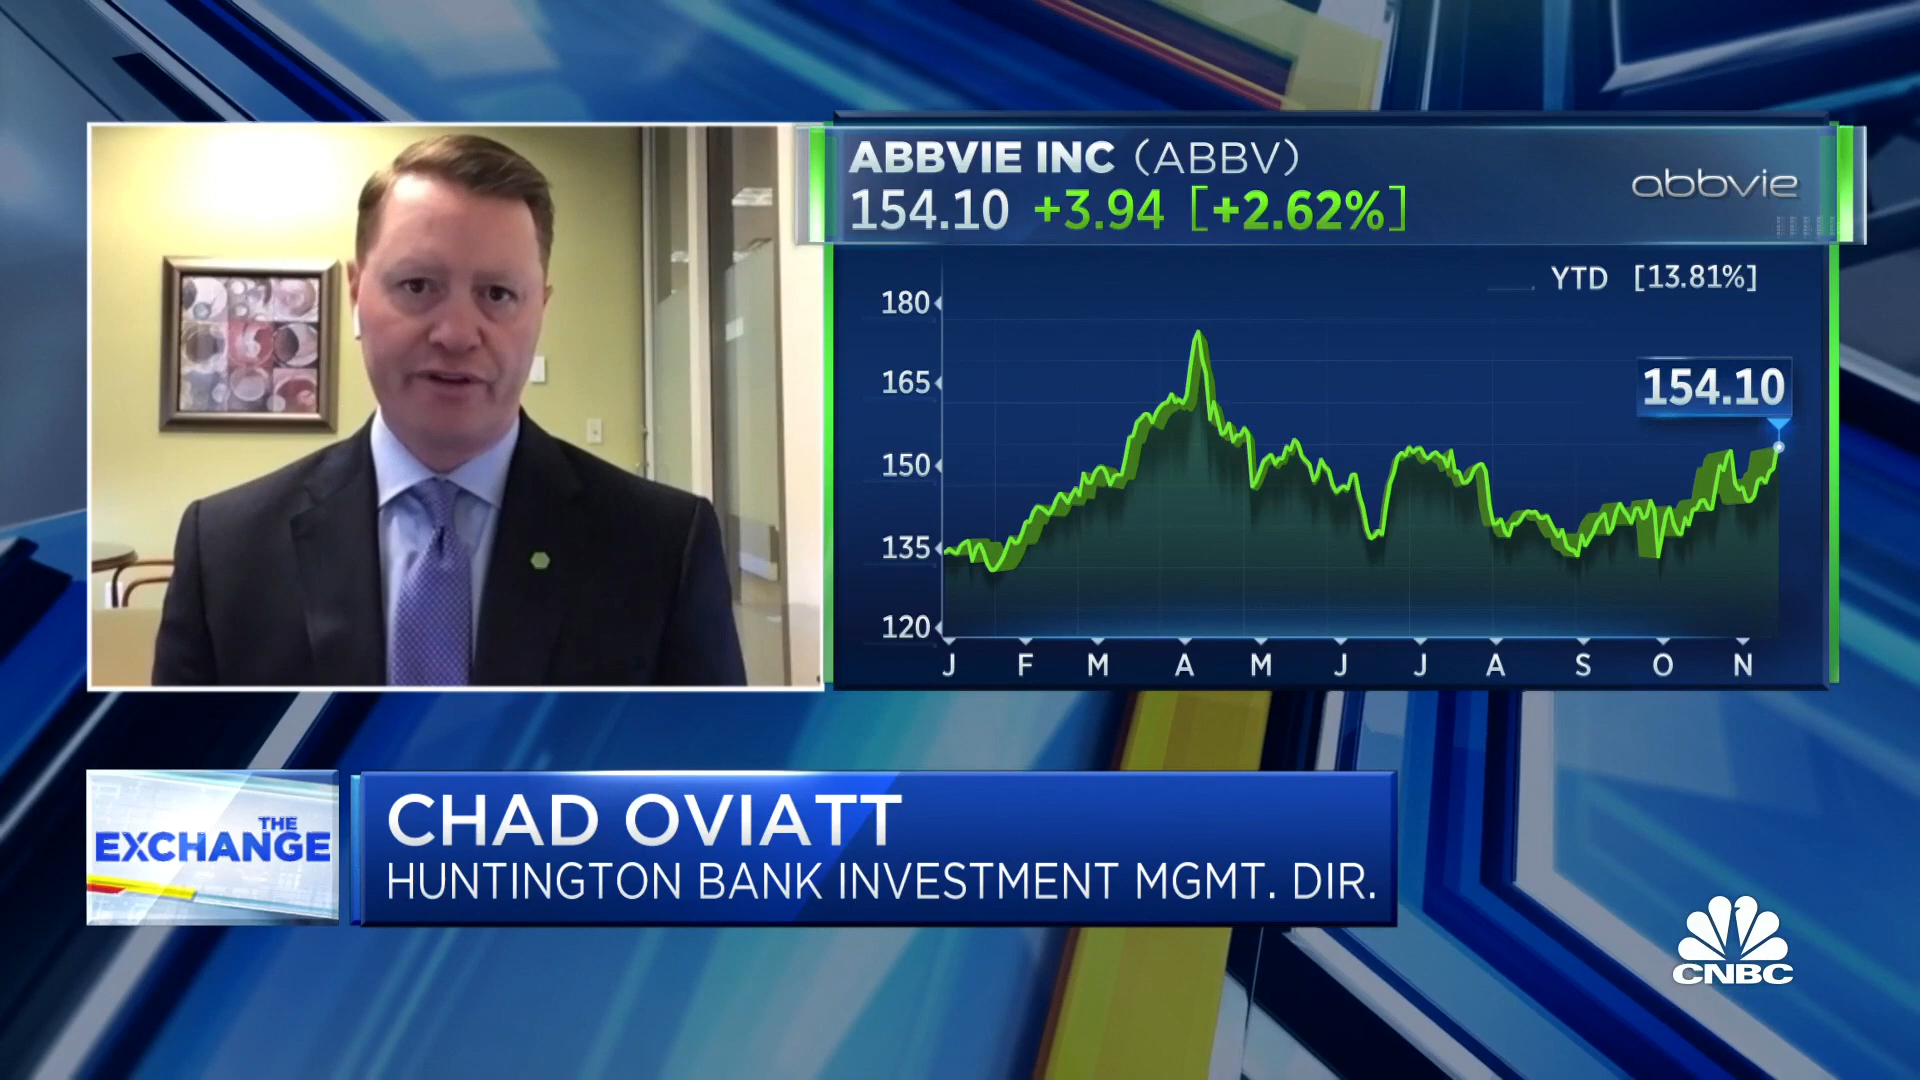 ABBVIE INC (ABBV)
154.10 +3.94 [+2.62%]
abbvie
YTD [13.81%]
180
165
150
135
120
154.10
J F M A M J J A S O N
THE
EXCHANGE
CHAD OVIATT
HUNTINGTON BANK INVESTMENT MGMT. DIR.
CNBC